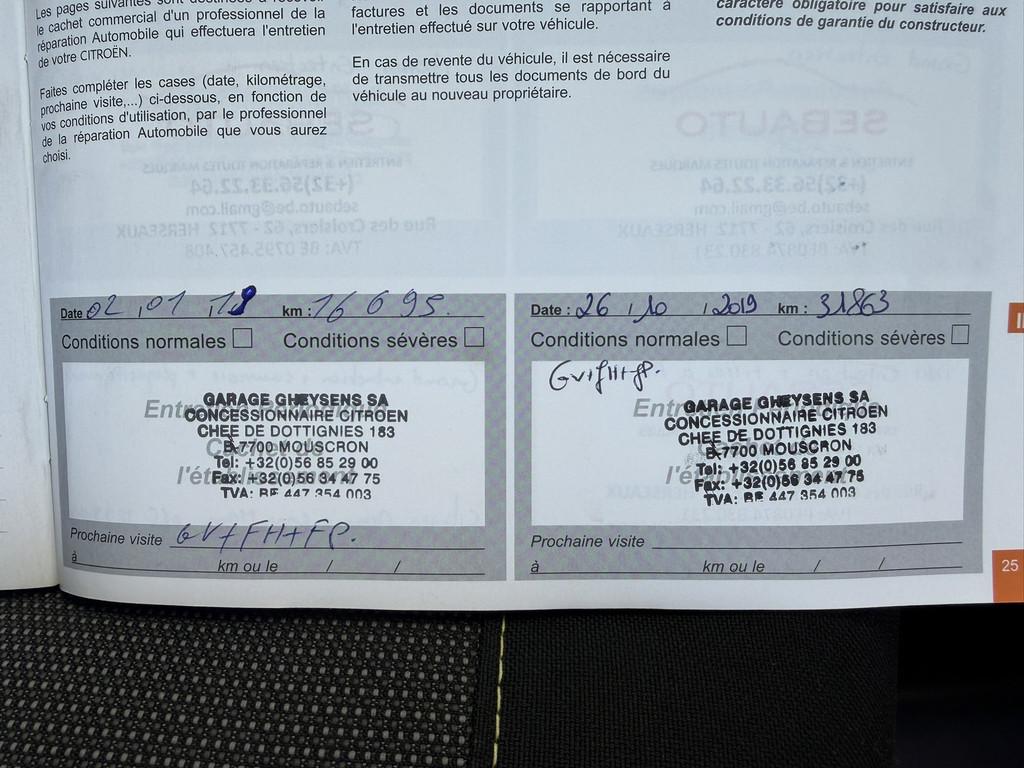 Les pages suivantes sont destinées à recevoir
le cachet commercial d'un professionnel de la
réparation Automobile qui effectuera l'entretien
de votre CITROËN.
Faites compléter les cases (date, kilométrage,
prochaine visite,...) ci-dessous, en fonction de
vos conditions d'utilisation, par le professionnel
de la réparation Automobile que vous aurez
choisi.
factures et les documents se rapportant à
l'entretien effectué sur votre véhicule.
En cas de revente du véhicule, il est nécessaire
de transmettre tous les documents de bord du
véhicule au nouveau propriétaire.
caractère obligatoire pour satisfaire aux
conditions de garantie du constructeur.
Date 02 , 01 , 19 km : 16 695.
Conditions normales Conditions sévères
GARAGE GHEYSENS SA
CONCESSIONNAIRE CITROEN
CHEE DE DOTTIGNIES 183
B-7700 MOUSCRON
Cachet de
Tel: +32(0)56 85 29 00
Fax: +32(0)56 34 47 75
l'établissement
TVA: BE 447 354 003
Prochaine visite GV+FH+FP.
à km ou le / /
Date : 26 / 10 / 2019 km : 31863
Conditions normales Conditions sévères
GV+FH+FP.
GARAGE GHEYSENS SA
CONCESSIONNAIRE CITROEN
CHEE DE DOTTIGNIES 183
B-7700 MOUSCRON
Tel: +32(0)56 85 29 00
Fax: +32(0)56 34 47 75
l'établissement
TVA: BE 447 354 003
Prochaine visite
à km ou le / /
25